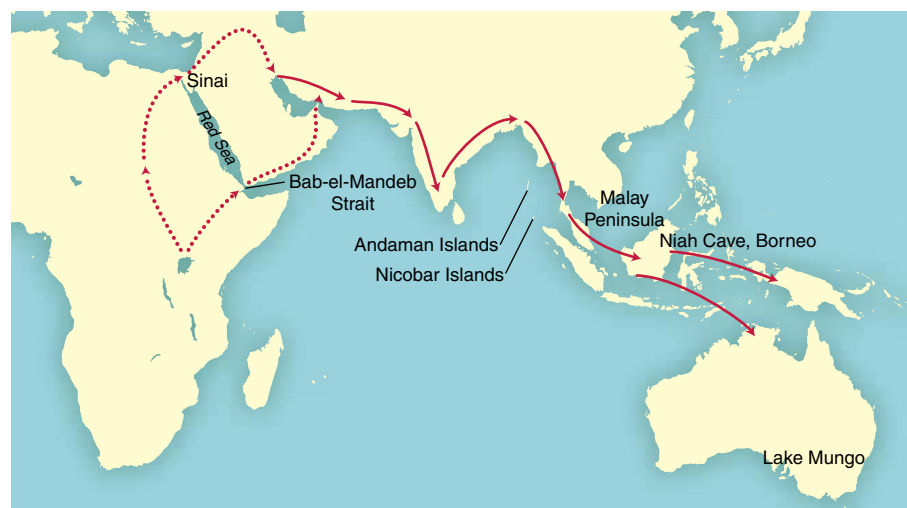 Sinai
Red Sea
Bab-el-Mandeb
Strait
Malay
Peninsula
Andaman Islands
Niah Cave, Borneo
Nicobar Islands
Lake Mungo